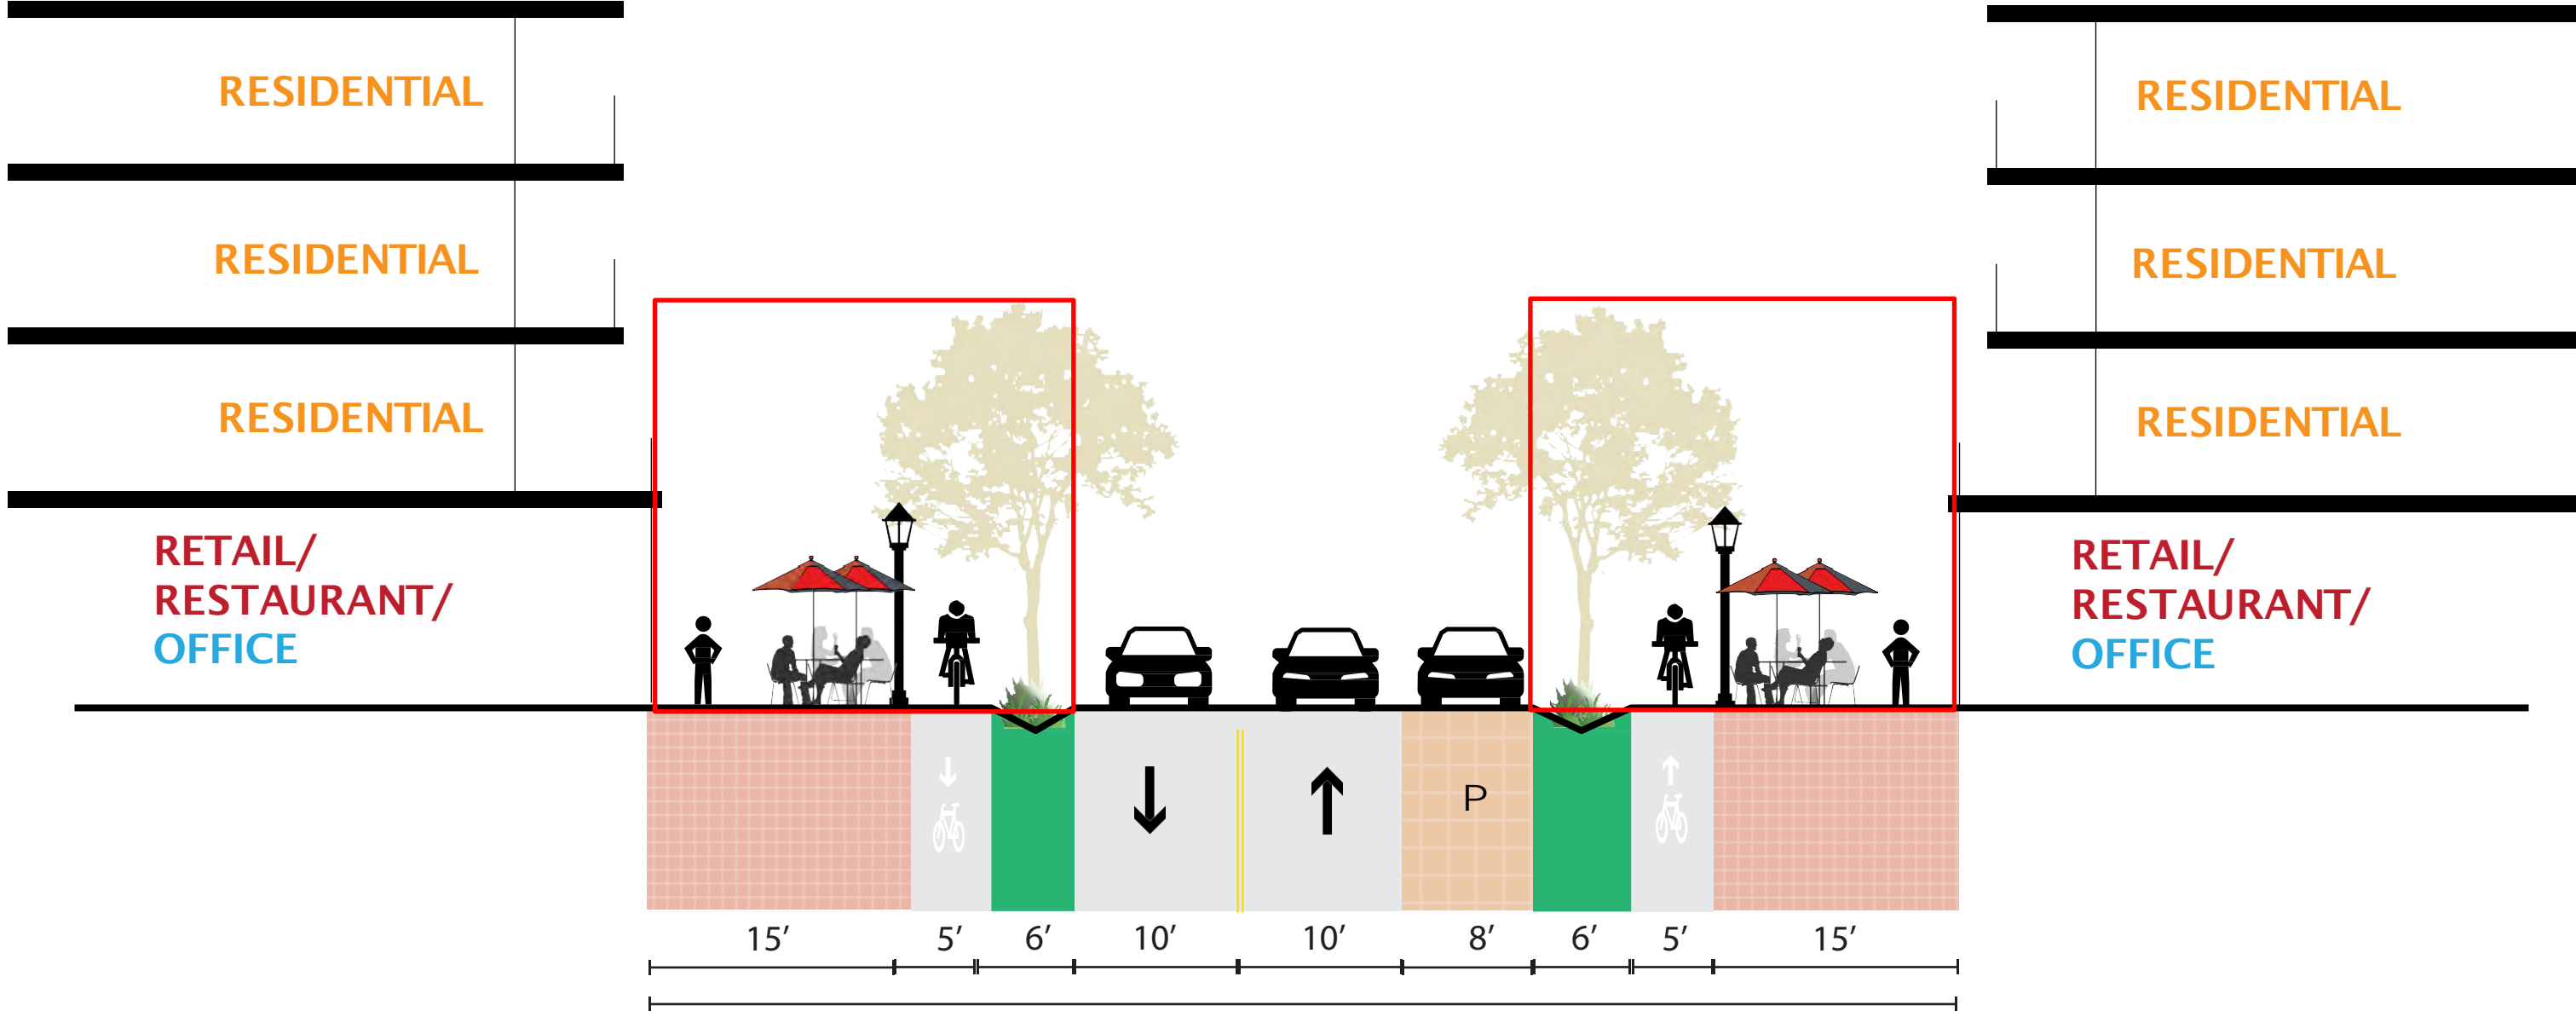 RESIDENTIAL
RESIDENTIAL
RESIDENTIAL
RESIDENTIAL
RESIDENTIAL
RESIDENTIAL
RETAIL/
RESTAURANT/
OFFICE
RETAIL/
RESTAURANT/
OFFICE
P
15’ 5’ 6’ 10’ 10’ 8’ 6’ 5’ 15’